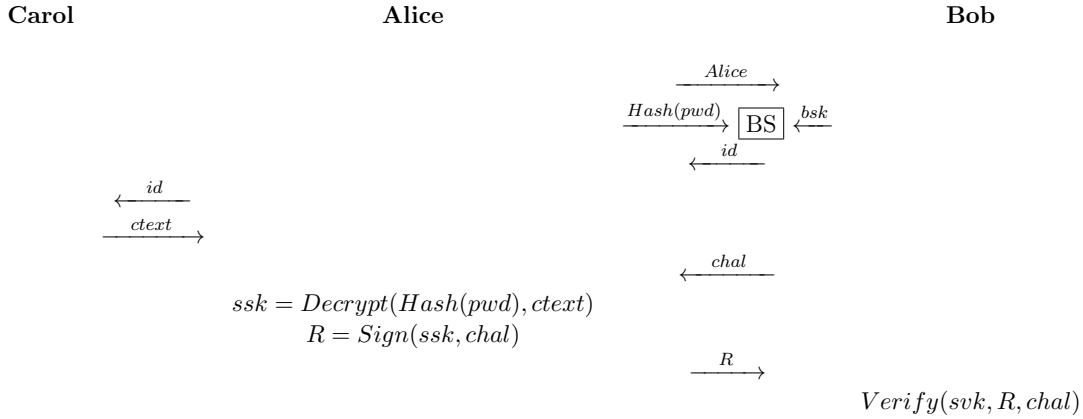 Carol Alice Bob
Alice
Hash(pwd) BS bsk
id
id
ctext
chal
ssk = Decrypt(Hash(pwd), ctext)
R = Sign(ssk, chal)
R
Verify(svk, R, chal)